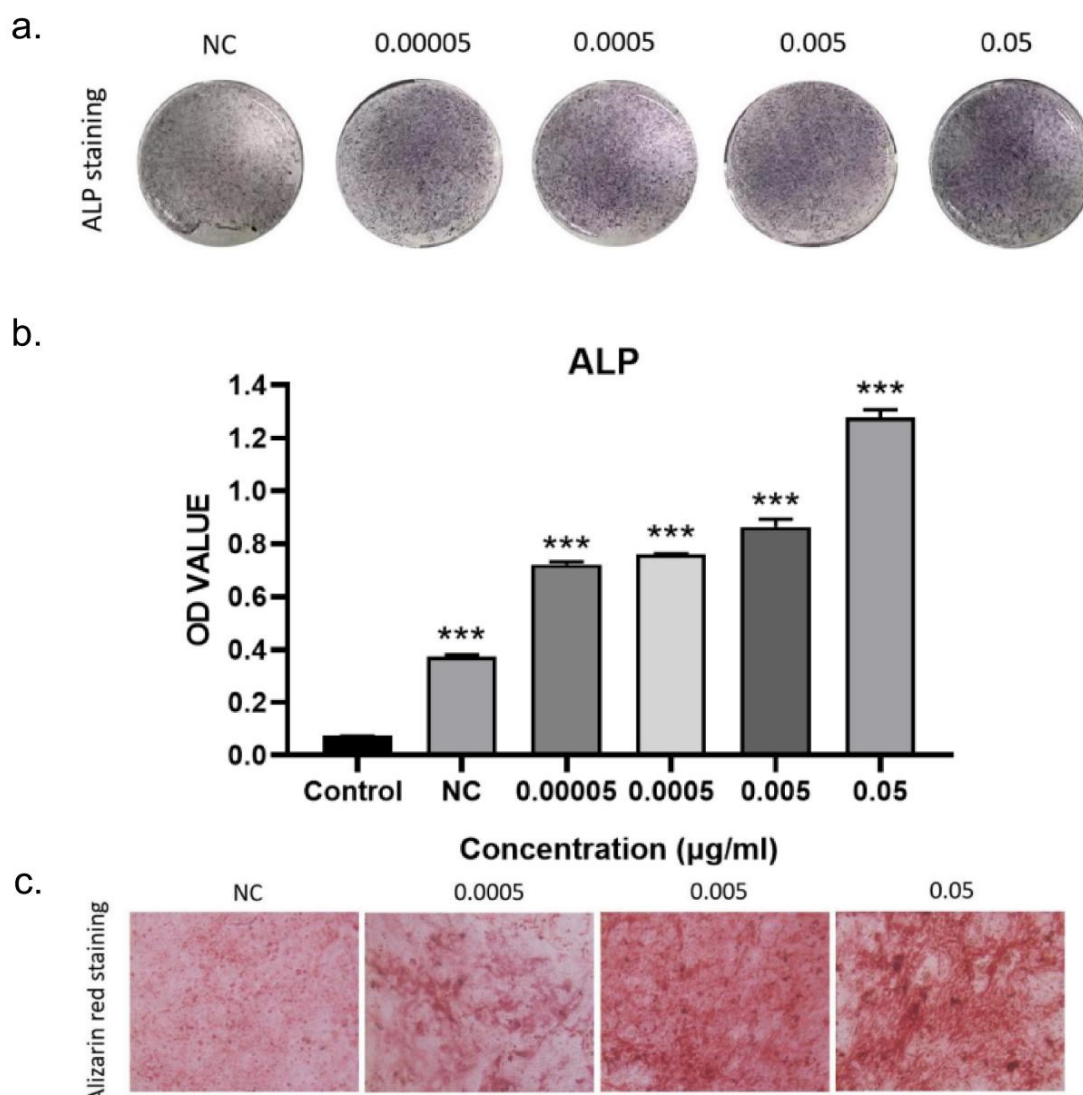 a.
NC 0.00005 0.0005 0.005 0.05
ALP staining
b.
ALP
1.4
1.2
1.0
0.8
0.6
0.4
0.2
0.0
OD VALUE
***
***
***
***
***
Control NC 0.00005 0.0005 0.005 0.05
Concentration (µg/ml)
c.
NC 0.0005 0.005 0.05
Alizarin red staining